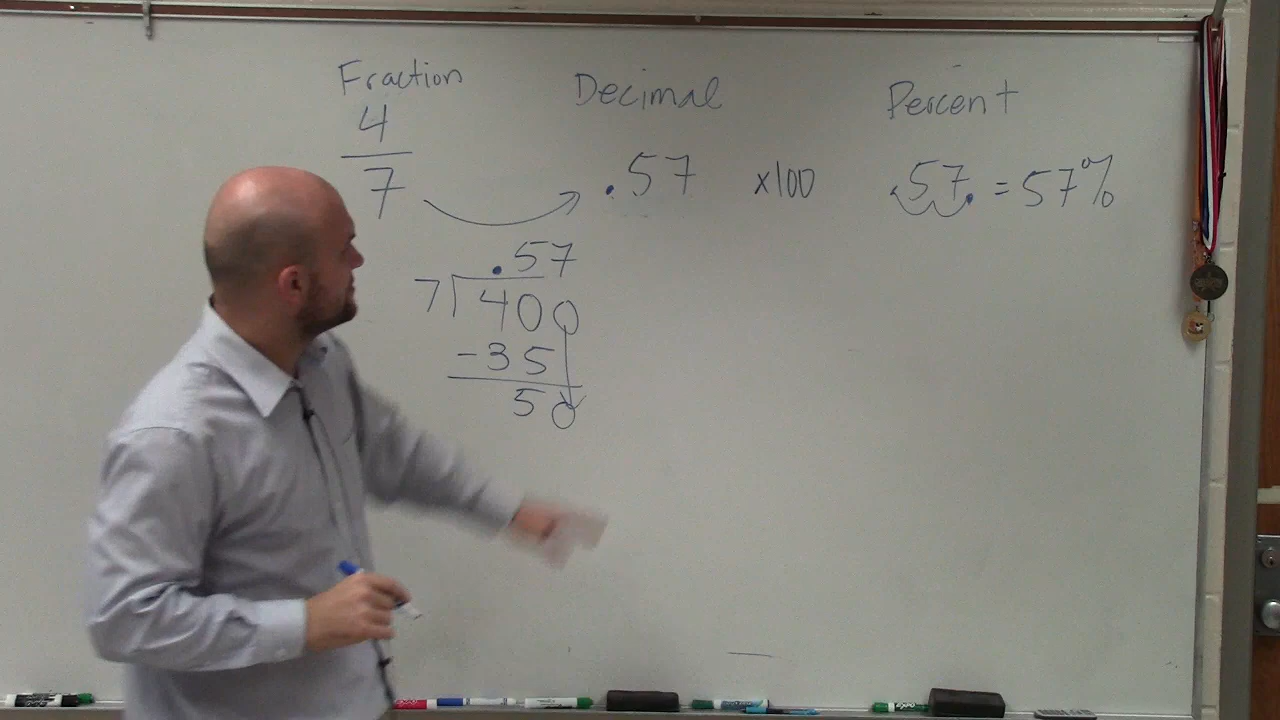 Fraction Decimal Percent
4/7 .57 x100 .57. = 57%
.57
7 400
-35
50